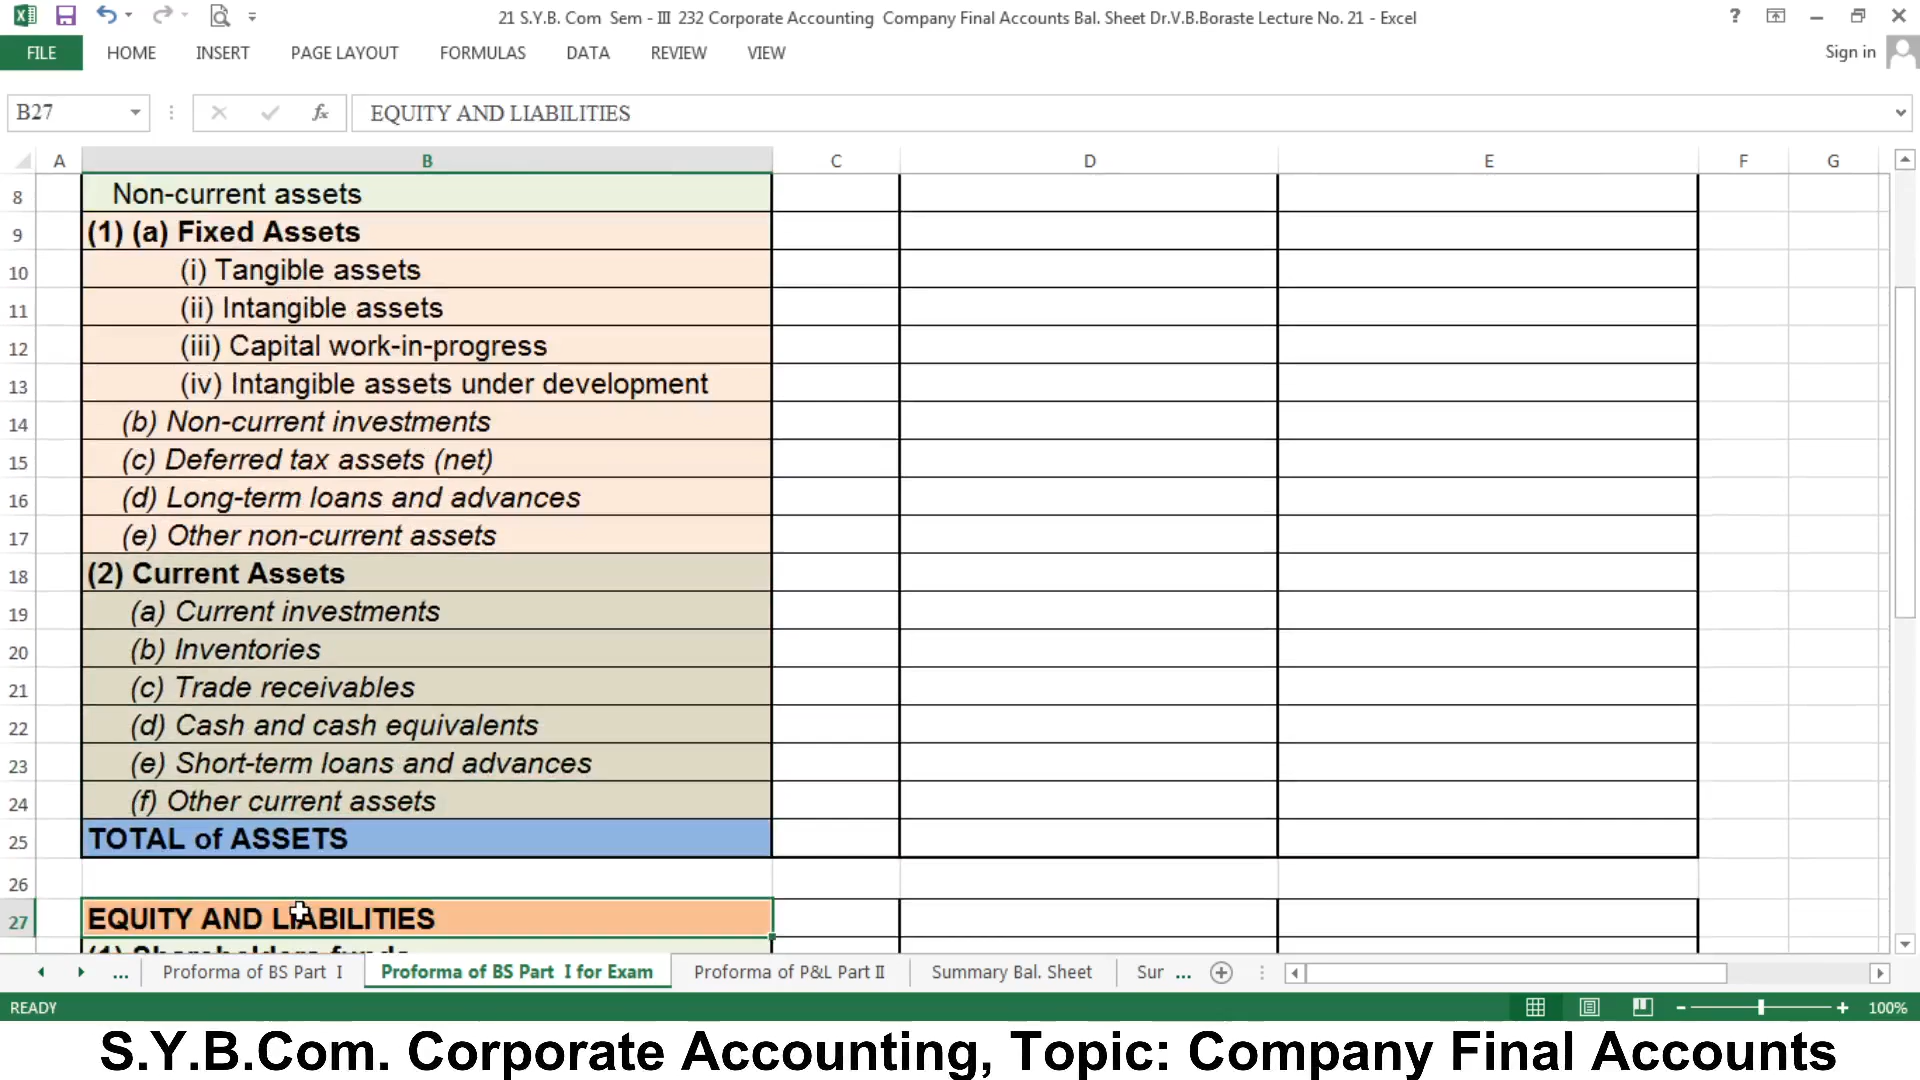 21 S.Y.B. Com Sem - III 232 Corporate Accounting Company Final Accounts Bal. Sheet Dr.V.B.Boraste Lecture No. 21 - Excel
FILE HOME INSERT PAGE LAYOUT FORMULAS DATA REVIEW VIEW Sign in
B27 fx EQUITY AND LIABILITIES
A B C D E F G
8 Non-current assets
9 (1) (a) Fixed Assets
10 (i) Tangible assets
11 (ii) Intangible assets
12 (iii) Capital work-in-progress
13 (iv) Intangible assets under development
14 (b) Non-current investments
15 (c) Deferred tax assets (net)
16 (d) Long-term loans and advances
17 (e) Other non-current assets
18 (2) Current Assets
19 (a) Current investments
20 (b) Inventories
21 (c) Trade receivables
22 (d) Cash and cash equivalents
23 (e) Short-term loans and advances
24 (f) Other current assets
25 TOTAL of ASSETS
26
27 EQUITY AND LIABILITIES
(1) Shareholders funds
... Proforma of BS Part I Proforma of BS Part I for Exam Proforma of P&L Part II Summary Bal. Sheet Sur ...
READY 100%
S.Y.B.Com. Corporate Accounting, Topic: Company Final Accounts